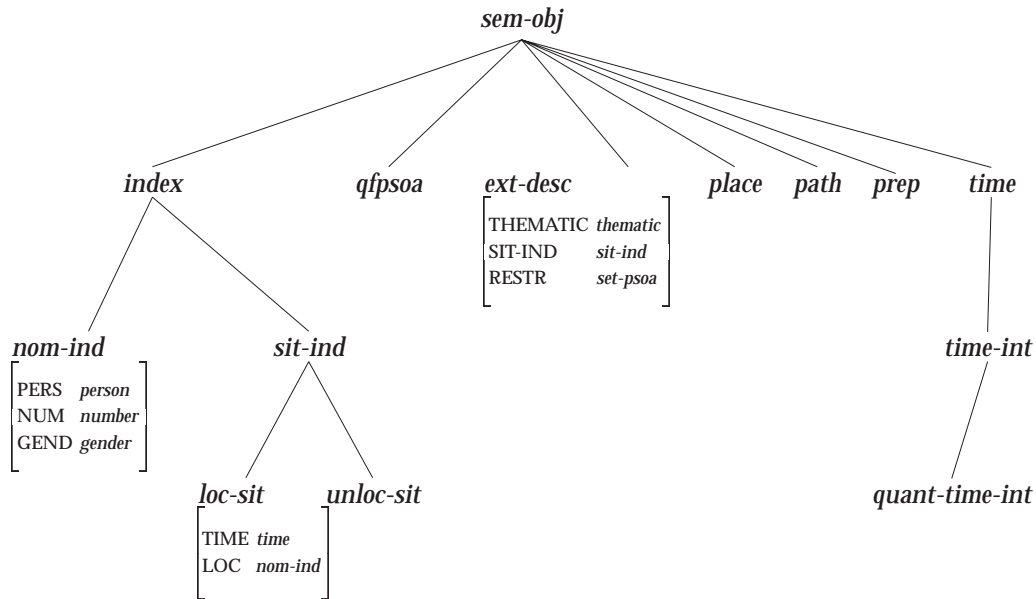 sem-obj
index qfpsoa ext-desc place path prep time
THEMATIC thematic
SIT-IND sit-ind
RESTR set-psoa
nom-ind sit-ind time-int
PERS person
NUM number
GEND gender
loc-sit unloc-sit quant-time-int
TIME time
LOC nom-ind